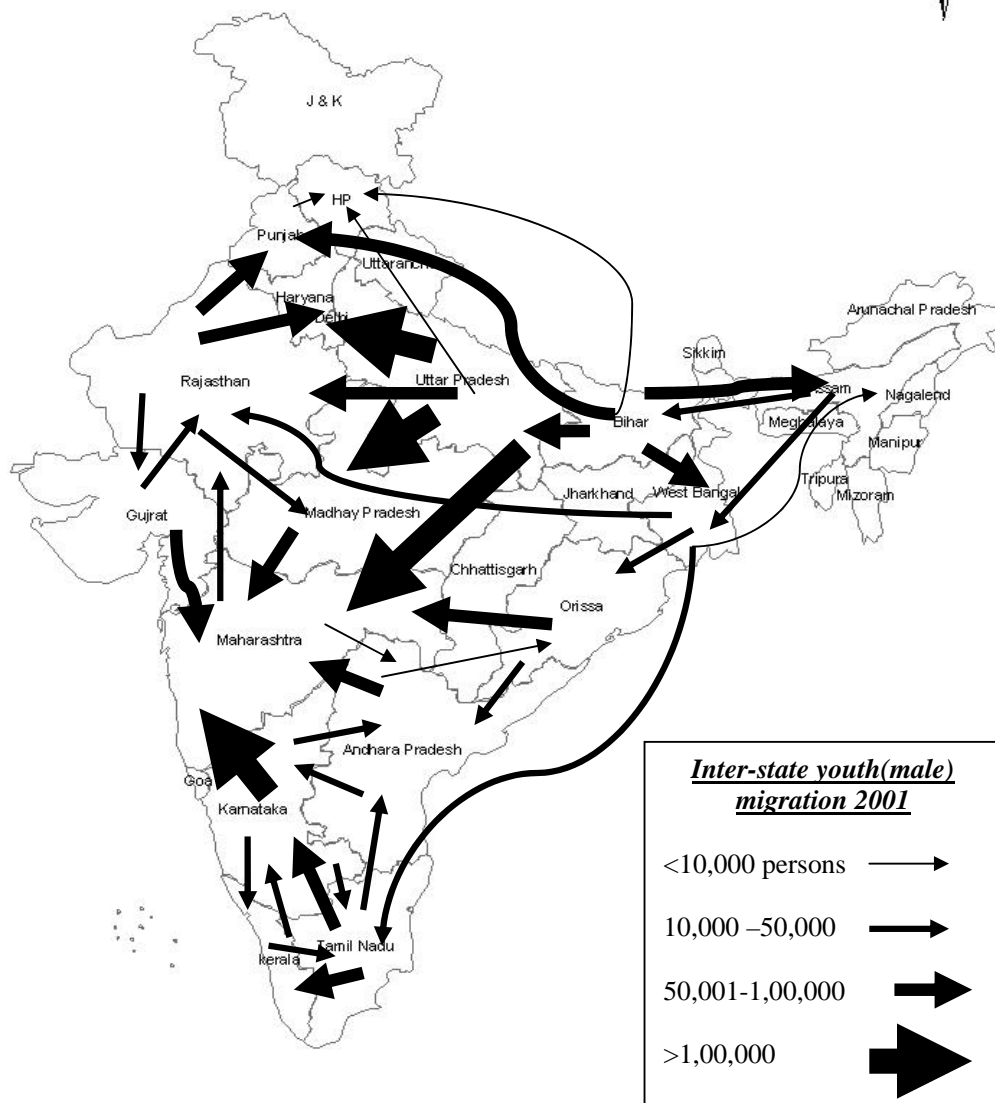 J & K
HP
Punjab
Uttaranch
Haryana
Delhi
Arunachal Pradesh
Sikkim
Rajasthan
Uttar Pradesh
ssam
Nagalend
Bihar
Meghalaya
Manipur
Tripura
Mizoram
Jharkhand
West Bangal
Gujrat
Madhay Pradesh
Chhattisgarh
Orissa
Maharashtra
Andhara Pradesh
Goa
Karnataka
Tamil Nadu
kerala
Inter-state youth(male)
migration 2001
<10,000 persons
10,000 –50,000
50,001-1,00,000
>1,00,000